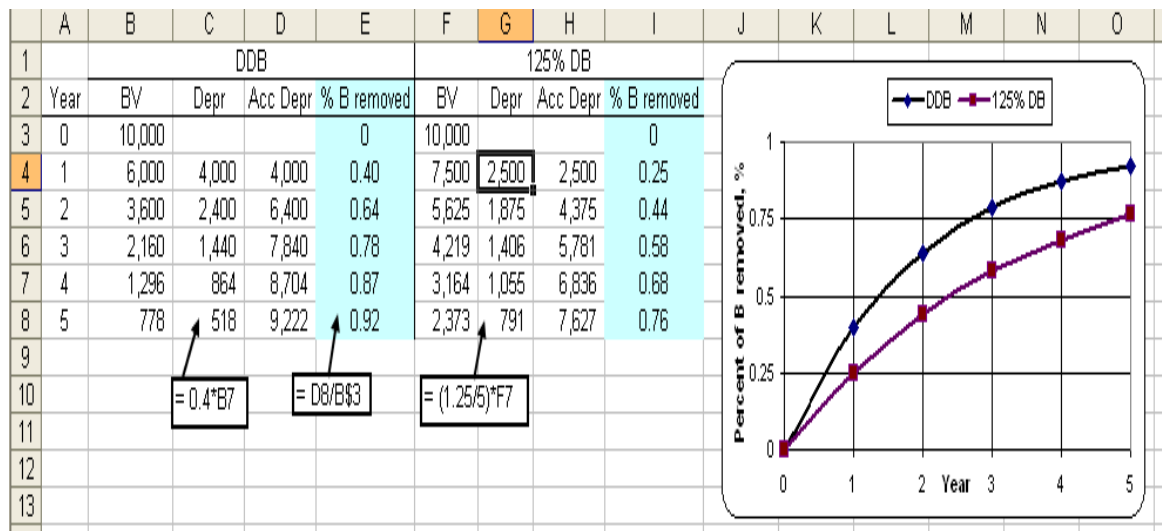 A B C D E F G H I J K L M N O
1 DDB 125% DB
2 Year BV Depr Acc Depr % B removed BV Depr Acc Depr % B removed
3 0 10,000 0 10,000 0
4 1 6,000 4,000 4,000 0.40 7,500 2,500 2,500 0.25
5 2 3,600 2,400 6,400 0.64 5,625 1,875 4,375 0.44
6 3 2,160 1,440 7,840 0.78 4,219 1,406 5,781 0.58
7 4 1,296 864 8,704 0.87 3,164 1,055 6,836 0.68
8 5 778 518 9,222 0.92 2,373 791 7,627 0.76
9
10 = 0.4*B7 = D8/B$3 = (1.25/5)*F7
11
12
13
DDB 125% DB
Percent of B removed, %
1
0.75
0.5
0.25
0
0 1 2 Year 3 4 5